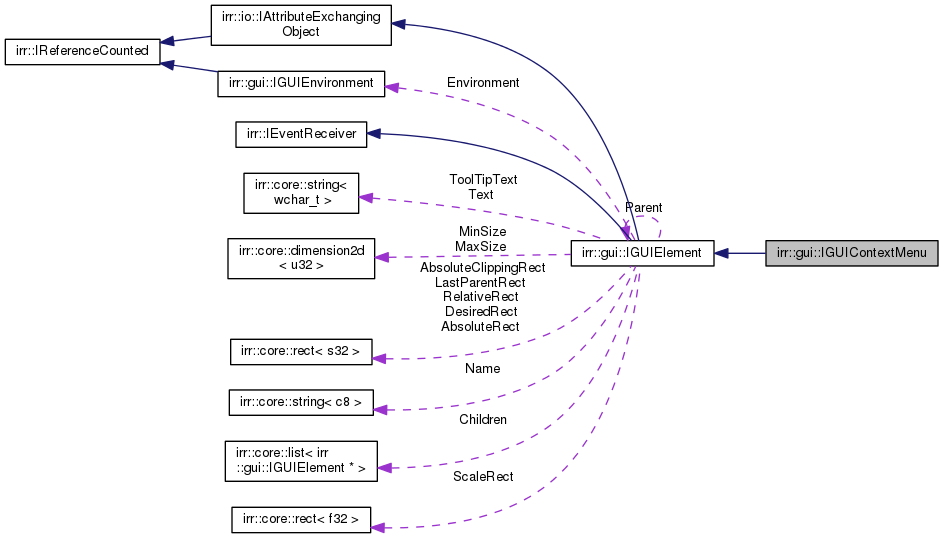 irr::io::IAttributeExchanging
Object
irr::IReferenceCounted
irr::gui::IGUIEnvironment
Environment
irr::IEventReceiver
irr::core::string<
wchar_t >
ToolTipText
Text
Parent
irr::core::dimension2d
< u32 >
MinSize
MaxSize
irr::gui::IGUIElement
irr::gui::IGUIContextMenu
AbsoluteClippingRect
LastParentRect
RelativeRect
DesiredRect
AbsoluteRect
irr::core::rect< s32 >
Name
irr::core::string< c8 >
Children
irr::core::list< irr
::gui::IGUIElement * >
ScaleRect
irr::core::rect< f32 >